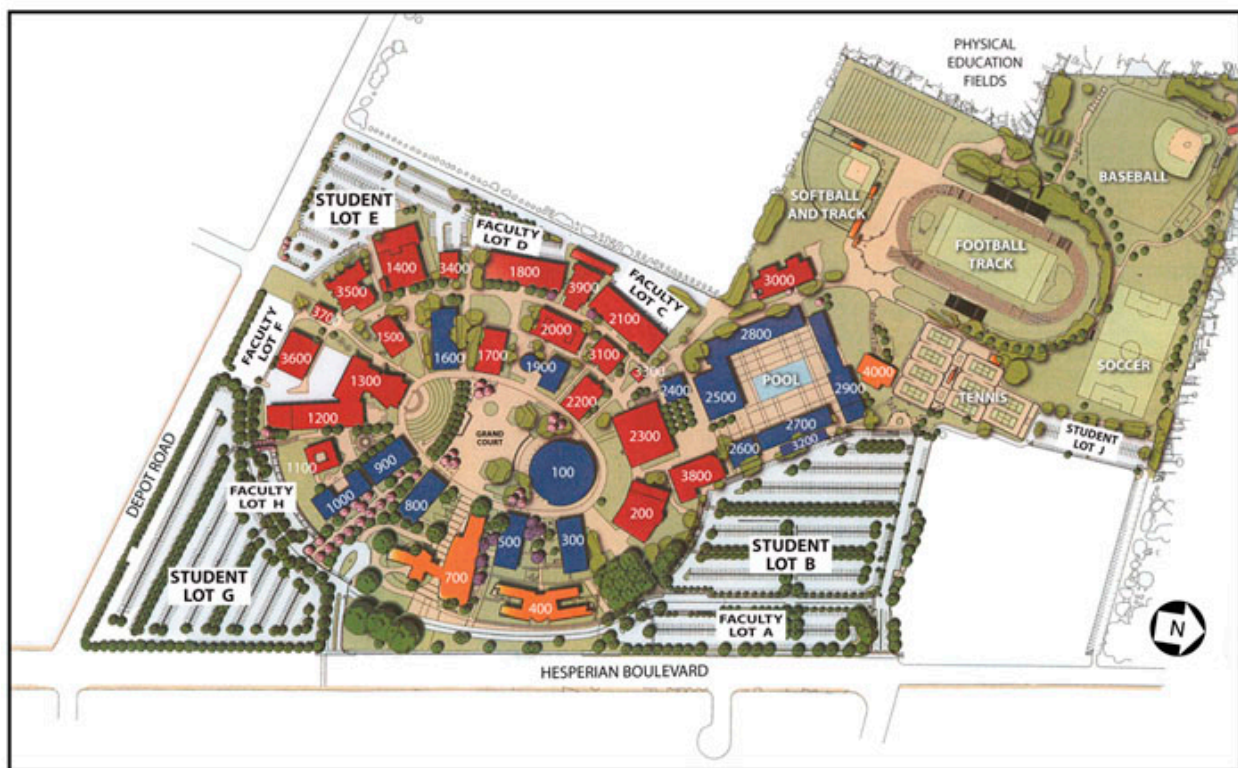 PHYSICAL
EDUCATION
FIELDS
BASEBALL
SOFTBALL
AND TRACK
FOOTBALL
TRACK
SOCCER
TENNIS
STUDENT
LOT J
STUDENT
LOT E
FACULTY
LOT D
FACULTY
LOT C
FACULTY
LOT F
3000
1400
3400
1800
3900
2100
3500
3700
1500
1600
1700
2000
3100
3300
1900
2200
2400
2800
2500
POOL
2900
4000
3600
1300
1200
GRAND
COURT
2300
2700
2600
3200
1100
900
1000
800
100
3800
200
FACULTY
LOT H
500
300
700
400
STUDENT
LOT B
STUDENT
LOT G
FACULTY
LOT A
DEPOT ROAD
HESPERIAN BOULEVARD
N